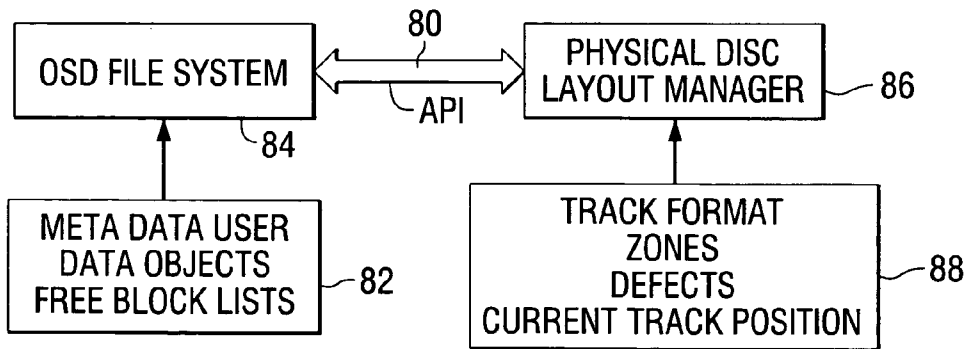 OSD FILE SYSTEM
84
80
API
PHYSICAL DISC
LAYOUT MANAGER
86
META DATA USER
DATA OBJECTS
FREE BLOCK LISTS
82
TRACK FORMAT
ZONES
DEFECTS
CURRENT TRACK POSITION
88